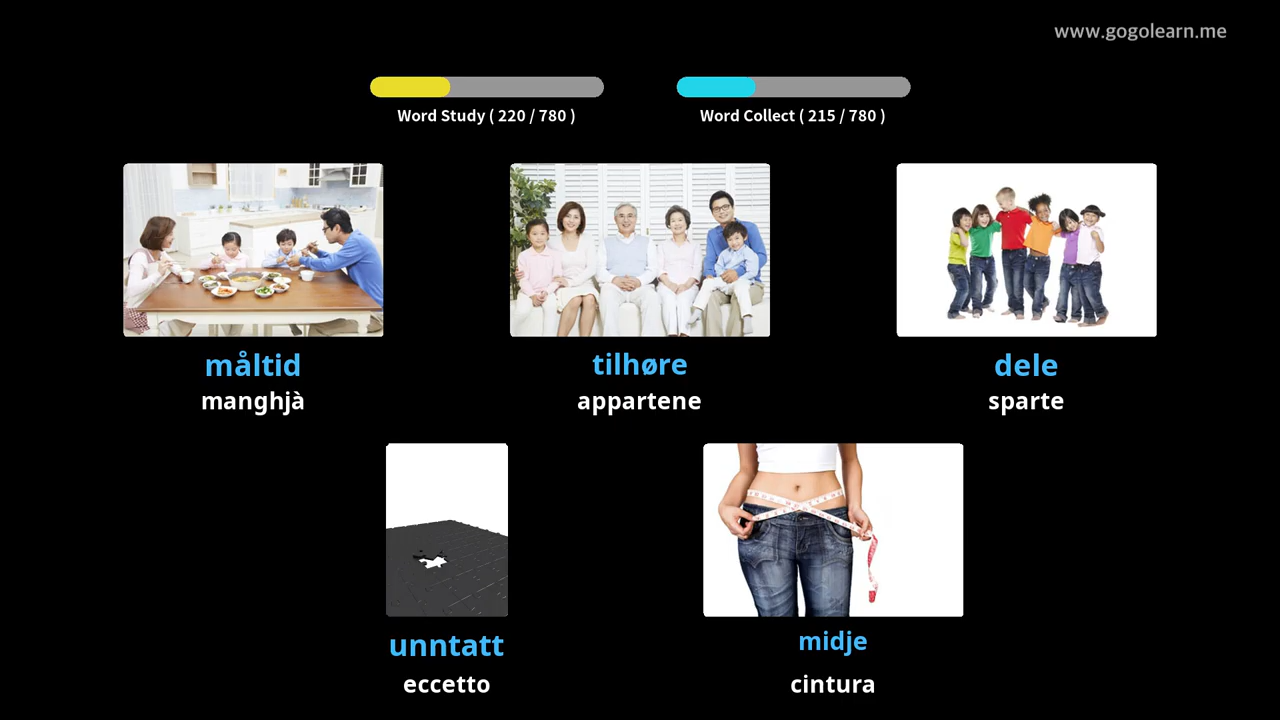 www.gogolearn.me
Word Study ( 220 / 780 )
Word Collect ( 215 / 780 )
måltid
manghjà
tilhøre
appartene
dele
sparte
unntatt
eccetto
midje
cintura